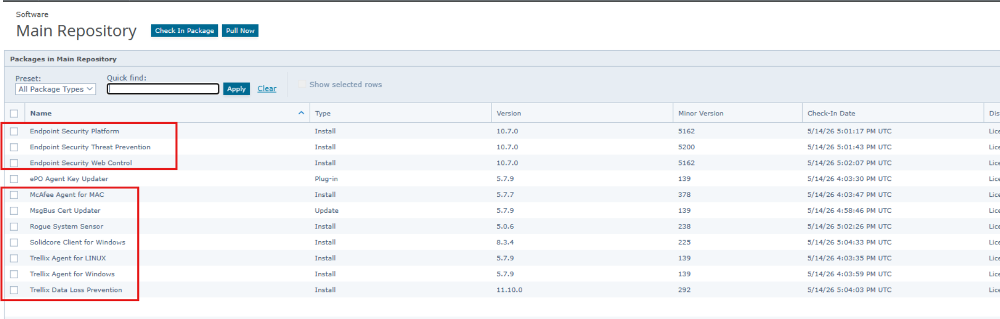 Software
Main Repository Check In Package Pull Now
Packages in Main Repository
Preset: Quick find:
All Package Types Apply Clear Show selected rows
Name Type Version Minor Version Check-In Date Dis
Endpoint Security Platform Install 10.7.0 5162 5/14/26 5:01:17 PM UTC Lice
Endpoint Security Threat Prevention Install 10.7.0 5200 5/14/26 5:01:43 PM UTC Lice
Endpoint Security Web Control Install 10.7.0 5162 5/14/26 5:02:07 PM UTC Lice
ePO Agent Key Updater Plug-in 5.7.9 139 5/14/26 4:03:30 PM UTC Lice
McAfee Agent for MAC Install 5.7.7 378 5/14/26 4:03:47 PM UTC Lice
MsgBus Cert Updater Update 5.7.9 139 5/14/26 4:58:46 PM UTC Lice
Rogue System Sensor Install 5.0.6 238 5/14/26 5:02:26 PM UTC Lice
Solidcore Client for Windows Install 8.3.4 225 5/14/26 5:04:33 PM UTC Lice
Trellix Agent for LINUX Install 5.7.9 139 5/14/26 4:03:35 PM UTC Lice
Trellix Agent for Windows Install 5.7.9 139 5/14/26 4:03:59 PM UTC Lice
Trellix Data Loss Prevention Install 11.10.0 292 5/14/26 5:04:03 PM UTC Lice